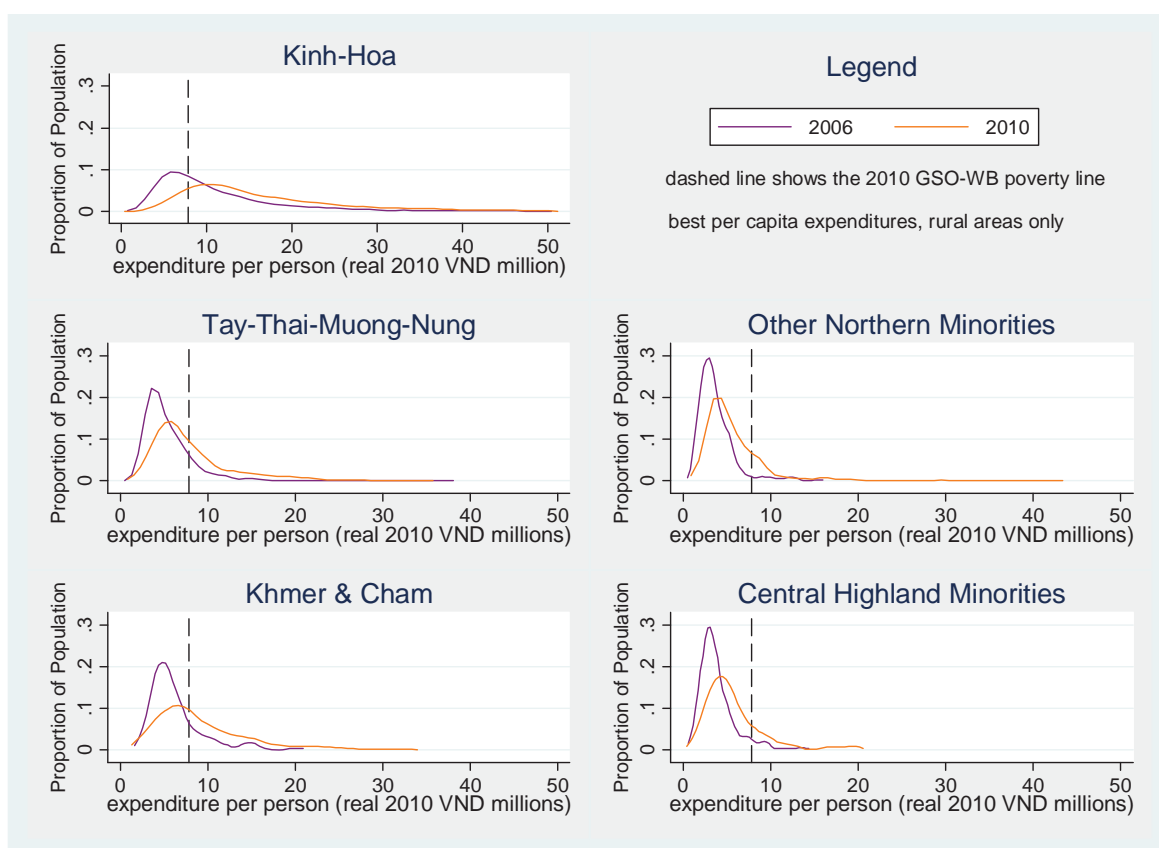 Kinh-Hoa
Proportion of Population
0 .1 .2 .3
0 10 20 30 40 50
expenditure per person (real 2010 VND million)
Legend
2006 2010
dashed line shows the 2010 GSO-WB poverty line
best per capita expenditures, rural areas only
Tay-Thai-Muong-Nung
Proportion of Population
0 .1 .2 .3
0 10 20 30 40 50
expenditure per person (real 2010 VND millions)
Other Northern Minorities
Proportion of Population
0 .1 .2 .3
0 10 20 30 40 50
expenditure per person (real 2010 VND millions)
Khmer & Cham
Proportion of Population
0 .1 .2 .3
0 10 20 30 40 50
expenditure per person (real 2010 VND millions)
Central Highland Minorities
Proportion of Population
0 .1 .2 .3
0 10 20 30 40 50
expenditure per person (real 2010 VND millions)